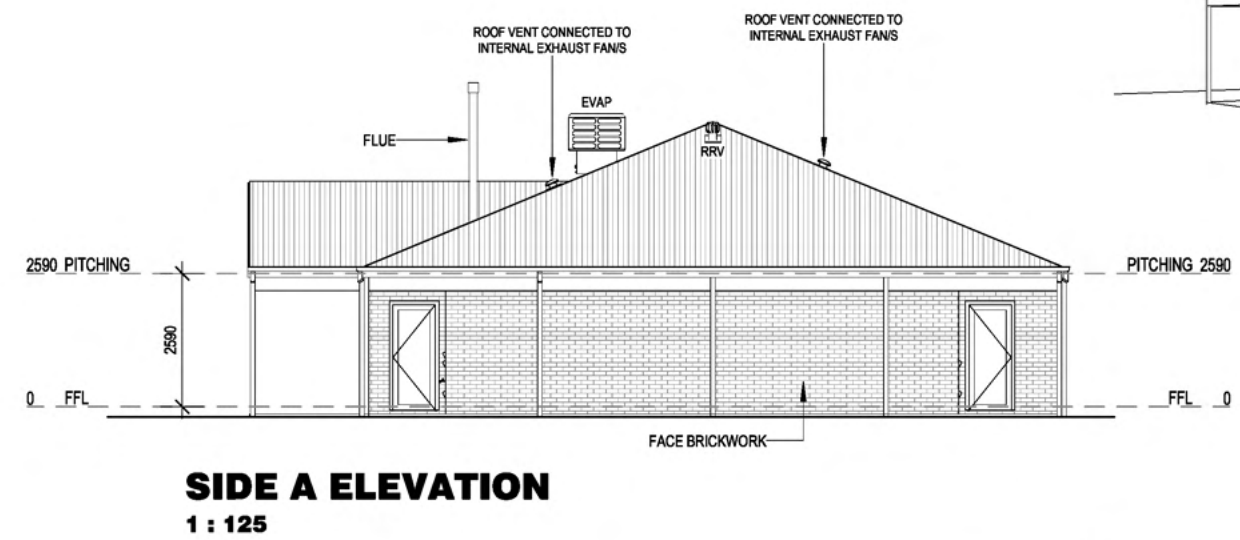 ROOF VENT CONNECTED TO
INTERNAL EXHAUST FAN/S
ROOF VENT CONNECTED TO
INTERNAL EXHAUST FAN/S
EVAP
FLUE
RRV
2590 PITCHING
PITCHING 2590
2590
0 FFL
FFL 0
FACE BRICKWORK
SIDE A ELEVATION
1 : 125